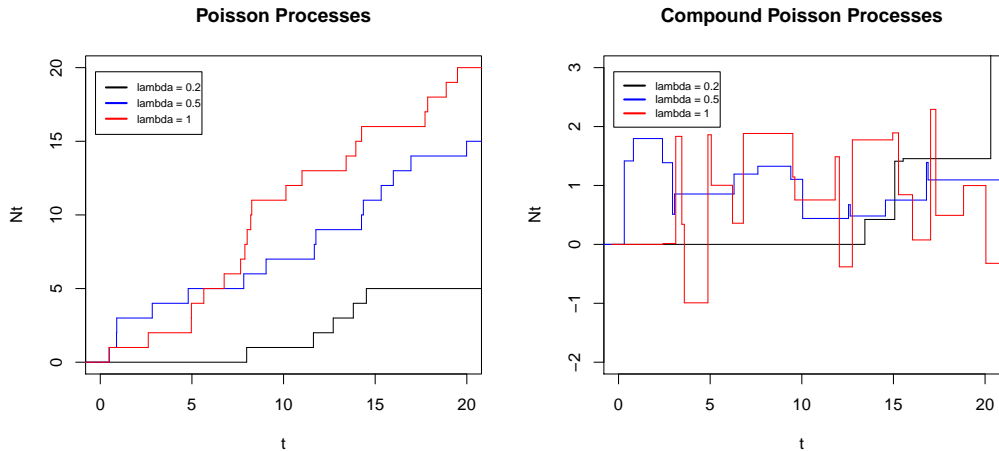 Poisson Processes
Nt
20
15
10
5
0
lambda = 0.2
lambda = 0.5
lambda = 1
0 5 10 15 20
t
Compound Poisson Processes
Nt
3
2
1
0
−1
−2
lambda = 0.2
lambda = 0.5
lambda = 1
0 5 10 15 20
t